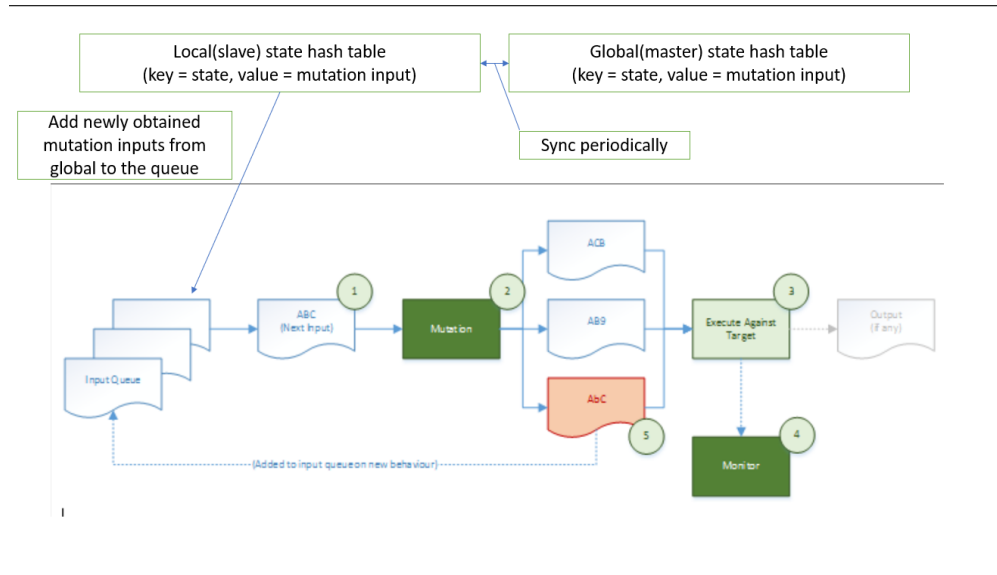 Local(slave) state hash table
(key = state, value = mutation input)
Global(master) state hash table
(key = state, value = mutation input)
Add newly obtained
mutation inputs from
global to the queue
Sync periodically
ACB
1
2
3
ABC
(Next Input)
Mutation
AB9
Execute Against
Target
Output
(if any)
Input Queue
AbC
5
4
Monitor
(Added to input queue on new behaviour)